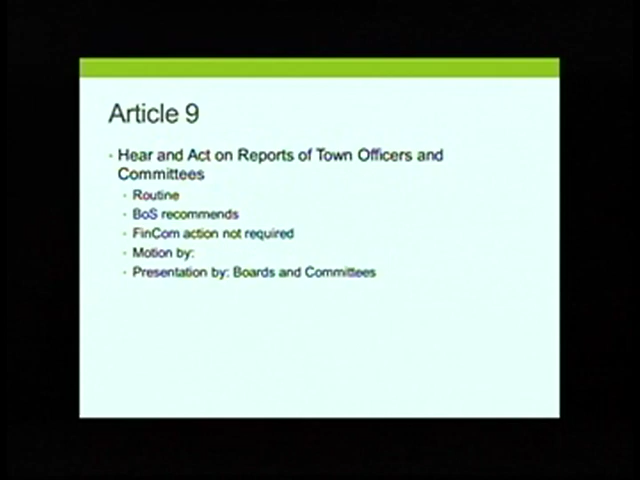 Article 9
Hear and Act on Reports of Town Officers and
Committees
Routine
BoS recommends
FinCom action not required
Motion by:
Presentation by: Boards and Committees